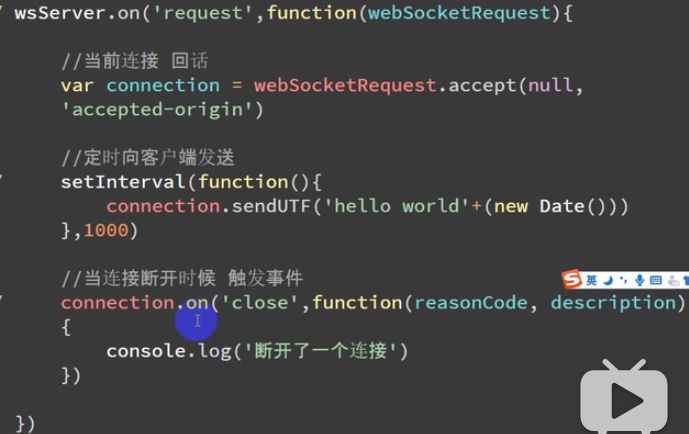 wsServer.on('request',function(webSocketRequest){
//当前连接 回话
var connection = webSocketRequest.accept(null,
'accepted-origin')
//定时向客户端发送
setInterval(function(){
connection.sendUTF('hello world'+(new Date()))
},1000)
//当连接断开时候 触发事件
英
connection.on('close',function(reasonCode, description)
{
console.log('断开了一个连接')
})
})